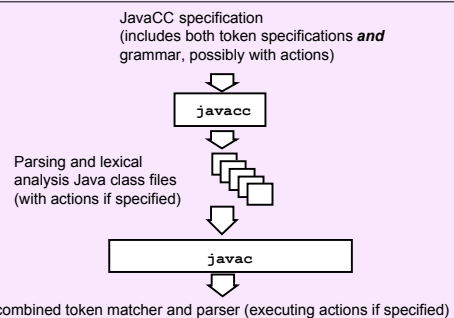 JavaCC specification
(includes both token specifications and
grammar, possibly with actions)
javacc
Parsing and lexical
analysis Java class files
(with actions if specified)
javac
combined token matcher and parser (executing actions if specified)